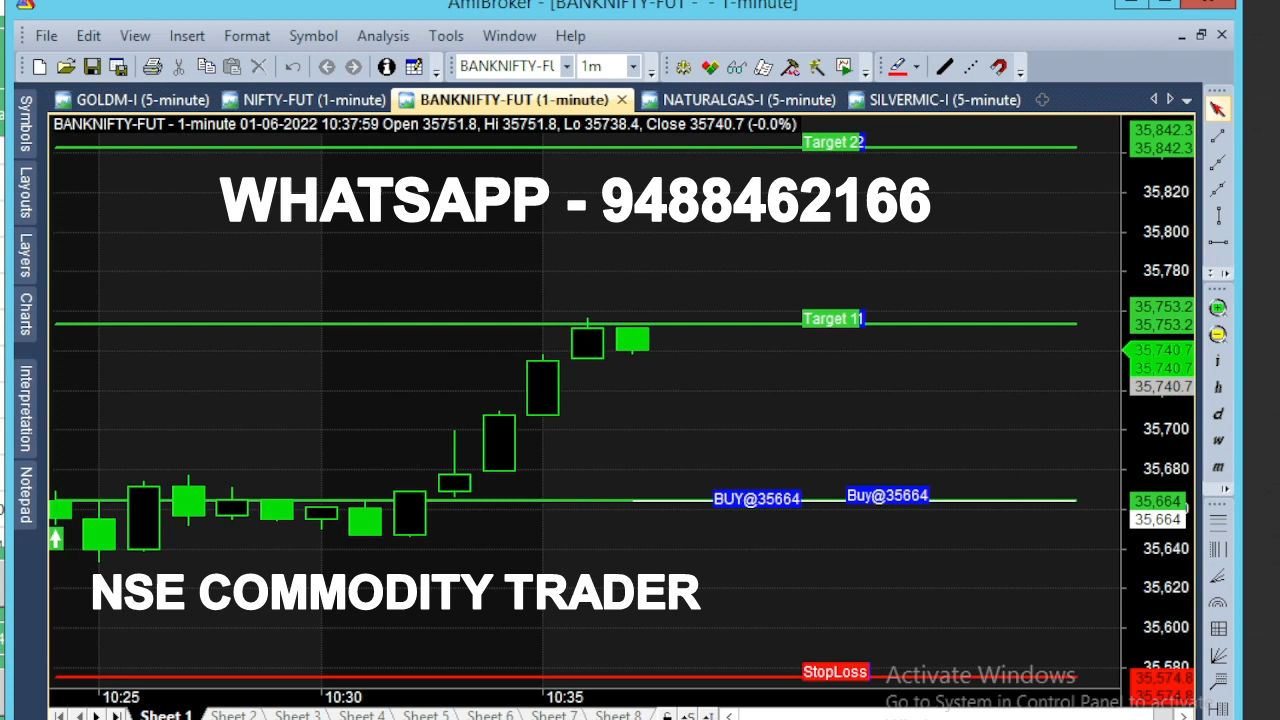 AmiBroker - [BANKNIFTY-FUT - - 1-minute]
File Edit View Insert Format Symbol Analysis Tools Window Help
BANKNIFTY-FU 1m
GOLDM-I (5-minute) NIFTY-FUT (1-minute) BANKNIFTY-FUT (1-minute) NATURALGAS-I (5-minute) SILVERMIC-I (5-minute)
BANKNIFTY-FUT - 1-minute 01-06-2022 10:37:59 Open 35751.8, Hi 35751.8, Lo 35738.4, Close 35740.7 (-0.0%)
Symbols
Layouts
Layers
Charts
Interpretation
Notepad
35,842.3
Target 22
35,842.3
WHATSAPP - 9488462166
35,820
35,800
35,780
35,753.2
Target 11
35,753.2
35,740.7
35,740.7
35,740.7
35,700
35,680
BUY@35664 Buy@35664
35,664
35,664
35,640
NSE COMMODITY TRADER
35,620
35,600
35,580
StopLoss
35,574.8
35,574.8
10:25 10:30 10:35
Activate Windows
Go to System in Control Panel to activate
Sheet 1 Sheet 2 Sheet 3 Sheet 4 Sheet 5 Sheet 6 Sheet 7 Sheet 8
i
h
d
w
m